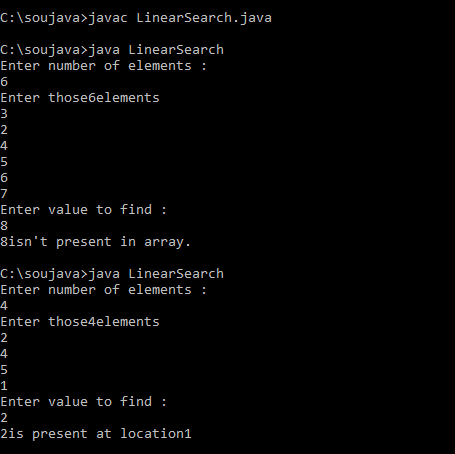 C:\soujava>javac LinearSearch.java
C:\soujava>java LinearSearch
Enter number of elements :
6
Enter those6elements
3
2
4
5
6
7
Enter value to find :
8
8isn't present in array.
C:\soujava>java LinearSearch
Enter number of elements :
4
Enter those4elements
2
4
5
1
Enter value to find :
2
2is present at location1